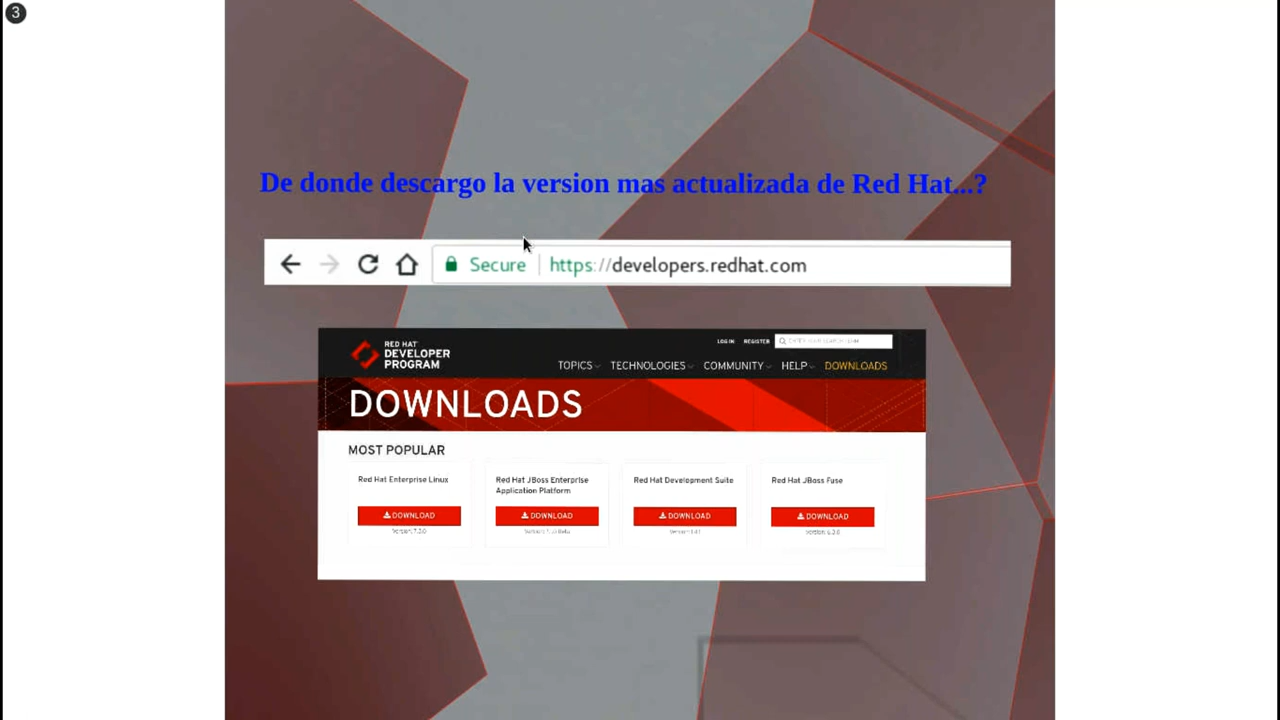 3
De donde descargo la version mas actualizada de Red Hat...?
Secure https://developers.redhat.com
LOG IN REGISTER
RED HAT
DEVELOPER
PROGRAM
TOPICS TECHNOLOGIES COMMUNITY HELP DOWNLOADS
DOWNLOADS
MOST POPULAR
Red Hat Enterprise Linux Red Hat JBoss Enterprise Application Platform Red Hat Development Suite Red Hat JBoss Fuse
DOWNLOAD DOWNLOAD DOWNLOAD DOWNLOAD